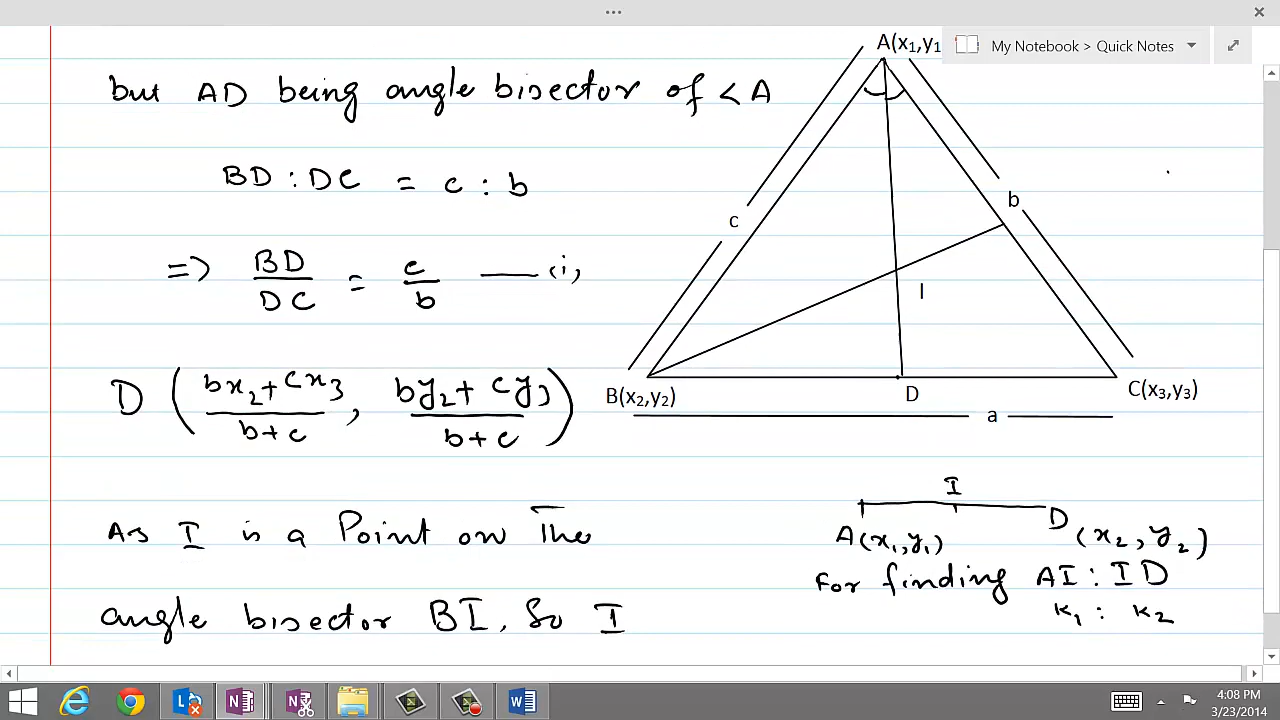 ...
×
My Notebook > Quick Notes
A(x₁,y₁
but AD being angle bisector of < A
BD : DC = c : b
=> BD/DC = c/b —— (i)
D ( bx₂+cx₃/b+c , by₂+cy₃/b+c )
c
b
I
B(x₂,y₂)
D
C(x₃,y₃)
a
As I is a Point on The
angle bisector BI, So I
I
A(x₁,y₁)
D(x₂,y₂)
For finding AI : ID
K₁ : K₂
4:08 PM
3/23/2014